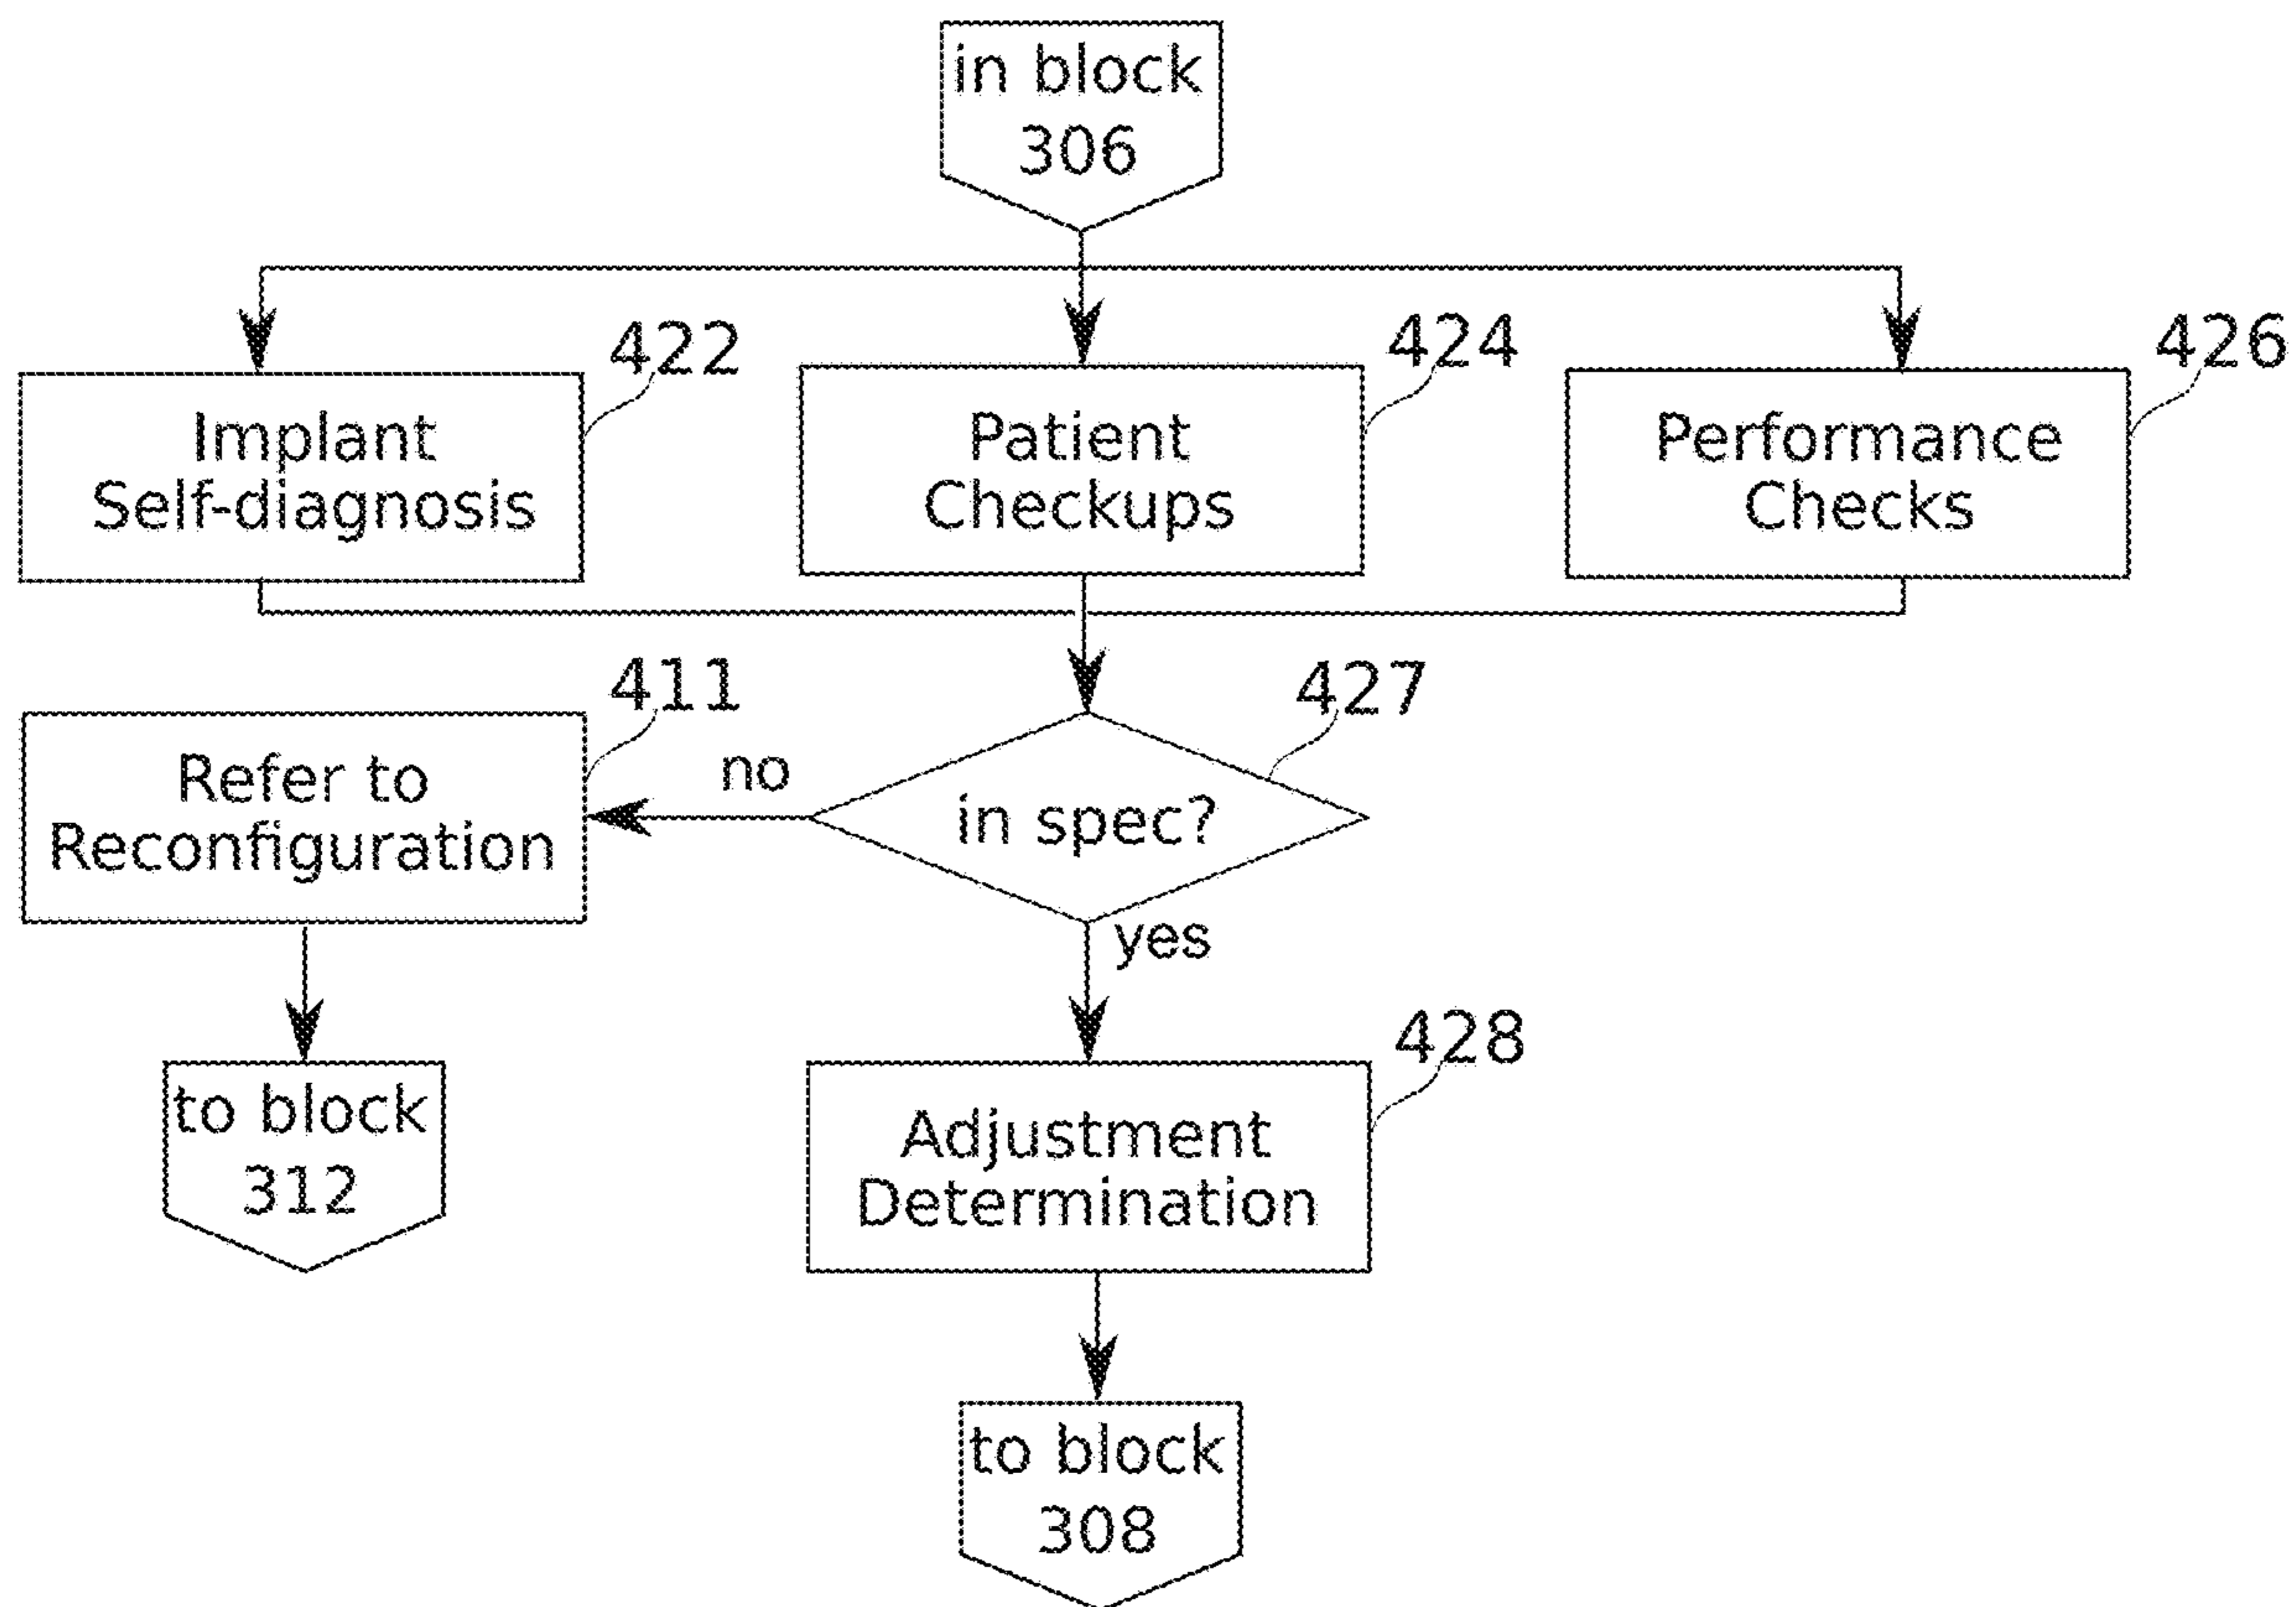 in block
306
422
424
426
Implant
Self-diagnosis
Patient
Checkups
Performance
Checks
411
427
Refer to
Reconfiguration
no
in spec?
yes
428
to block
312
Adjustment
Determination
to block
308